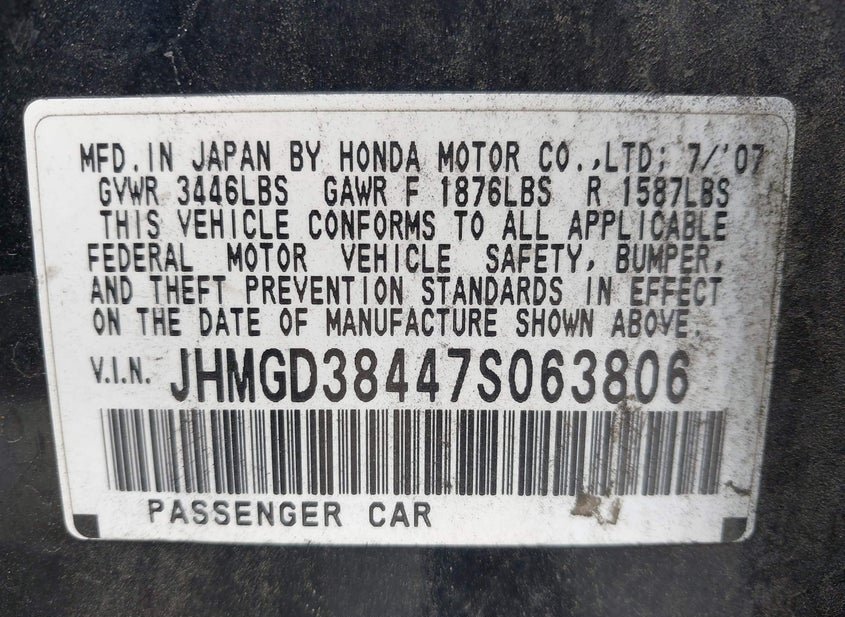 MFD. IN JAPAN BY HONDA MOTOR CO., LTD; 7/'07
GVWR 3446LBS GAWR F 1876LBS R 1587LBS
THIS VEHICLE CONFORMS TO ALL APPLICABLE
FEDERAL MOTOR VEHICLE SAFETY, BUMPER,
AND THEFT PREVENTION STANDARDS IN EFFECT
ON THE DATE OF MANUFACTURE SHOWN ABOVE.
V.I.N. JHMGD38447S063806
PASSENGER CAR